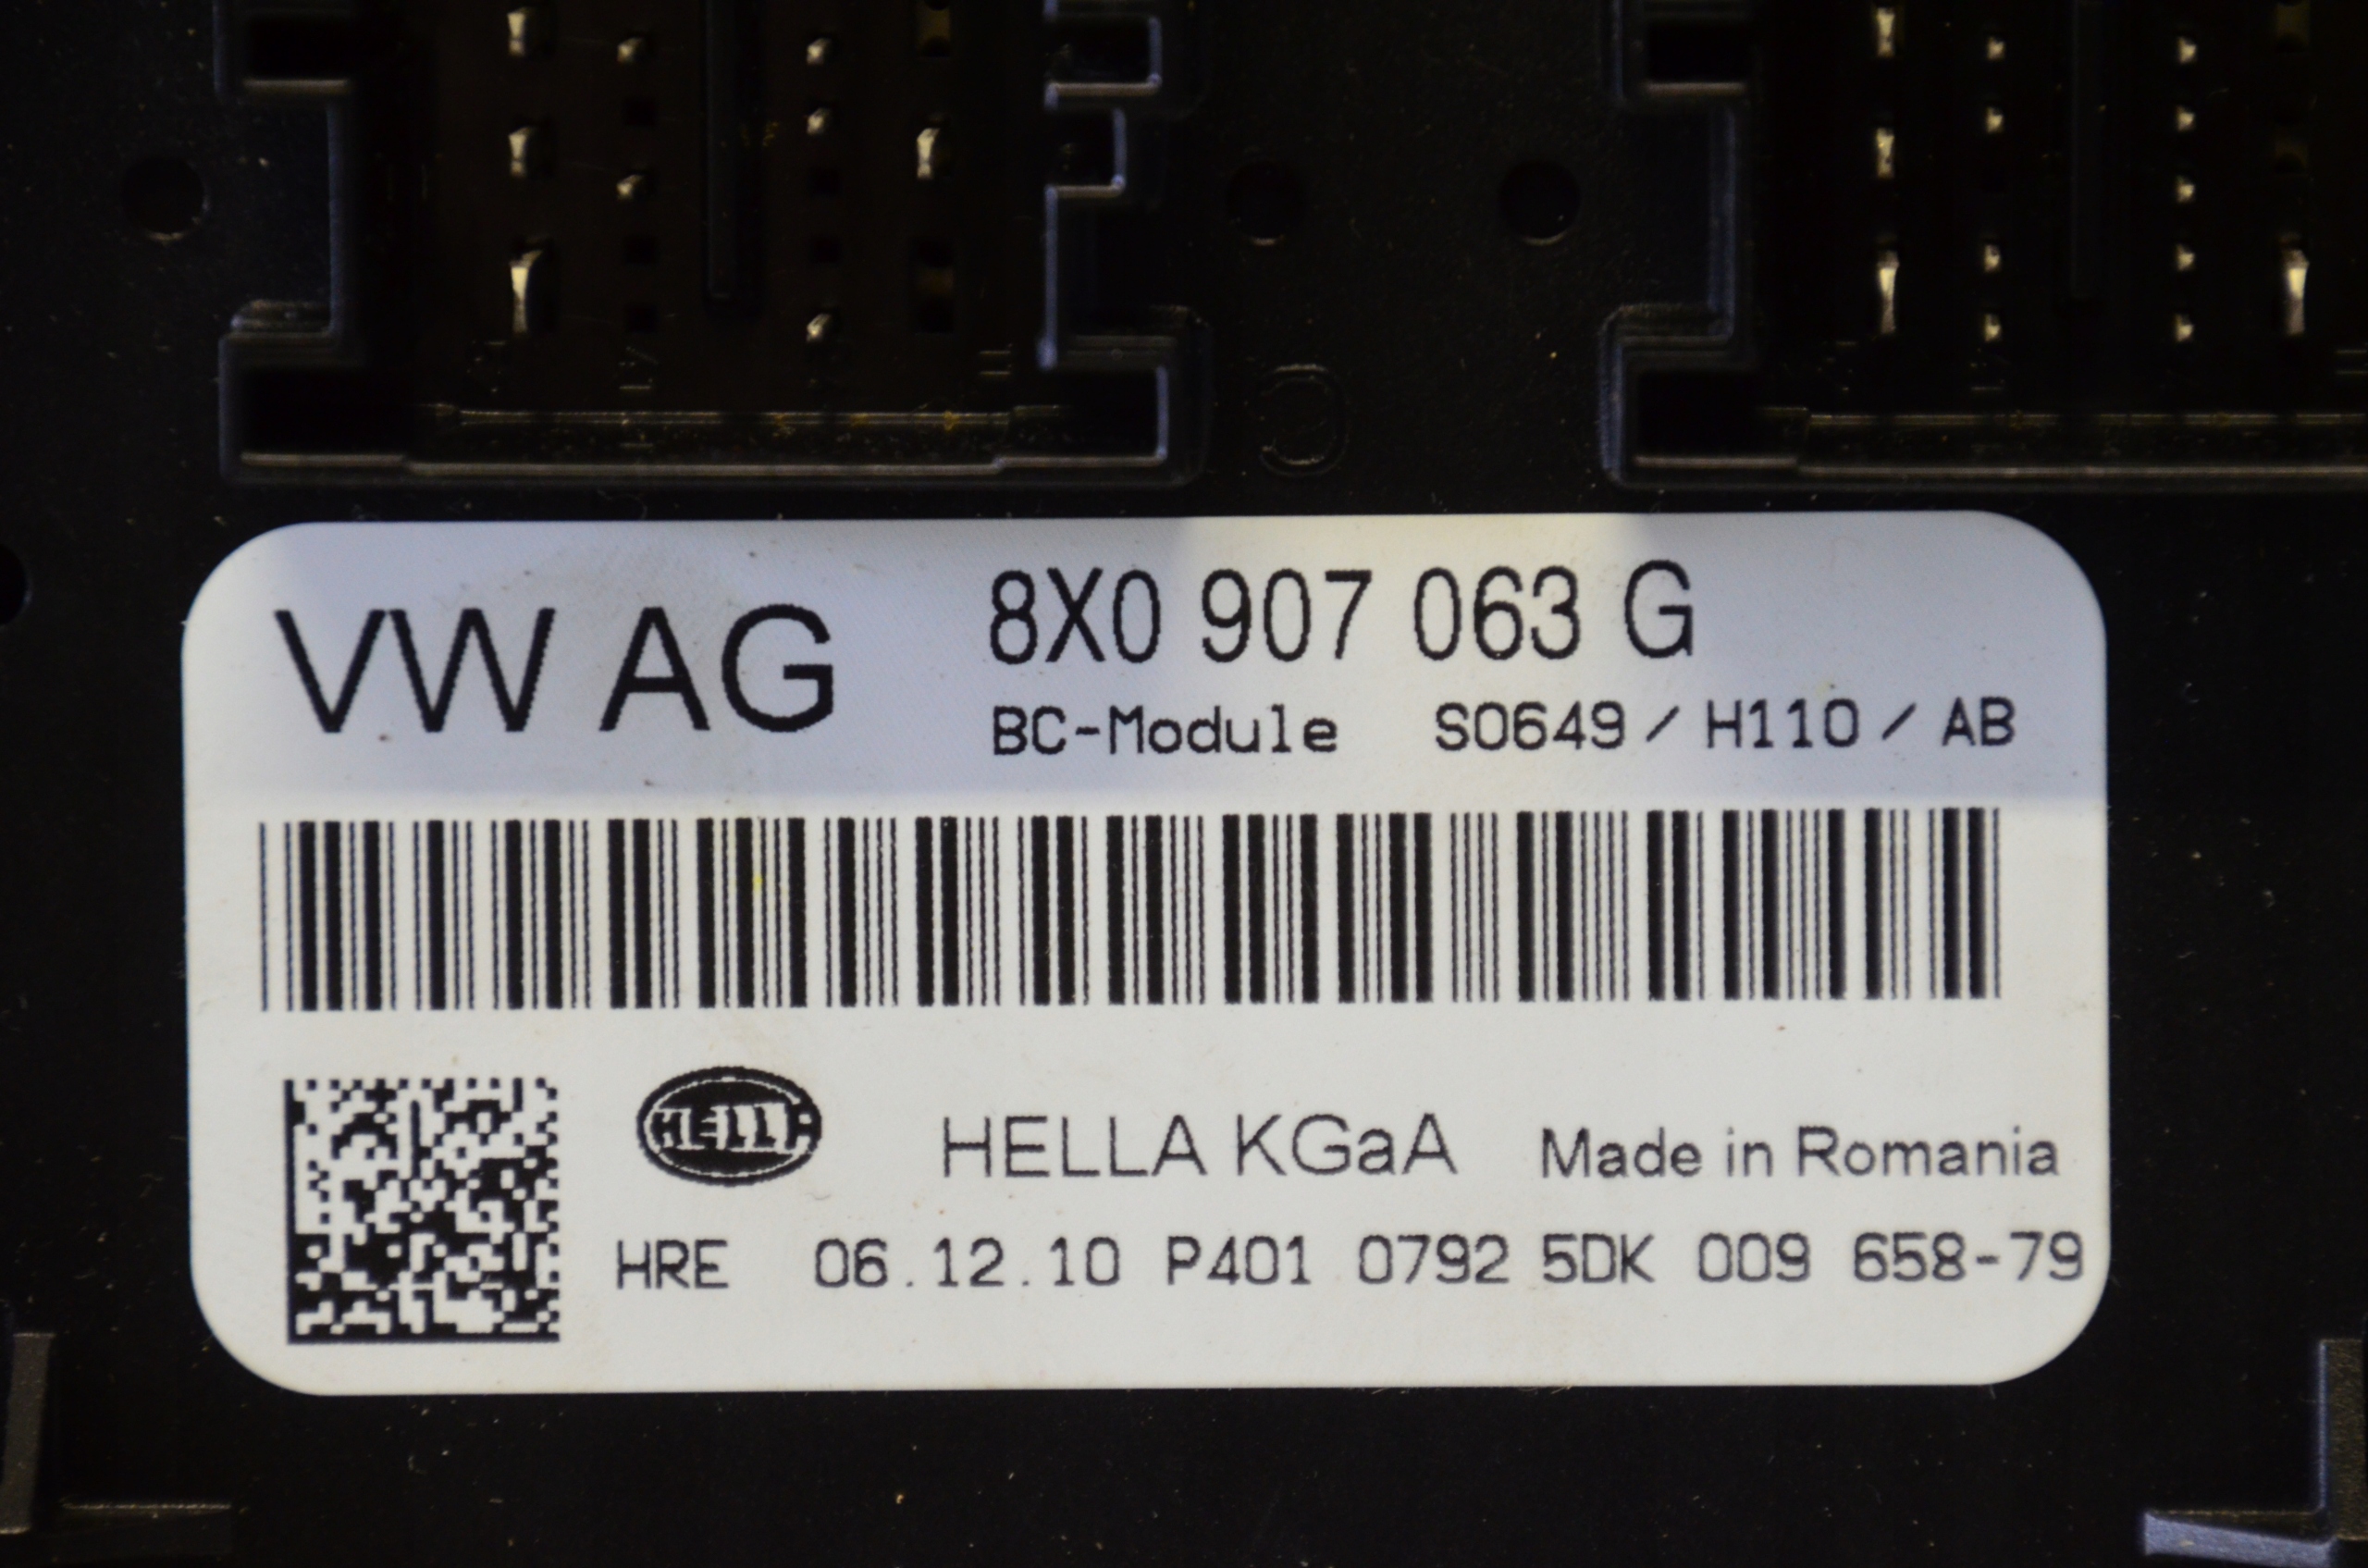 C
VW AG 8X0 907 063 G
BC-Module S0649 / H110 / AB
HELLA HELLA KGaA Made in Romania
HRE 06.12.10 P401 0792 5DK 009 658-79